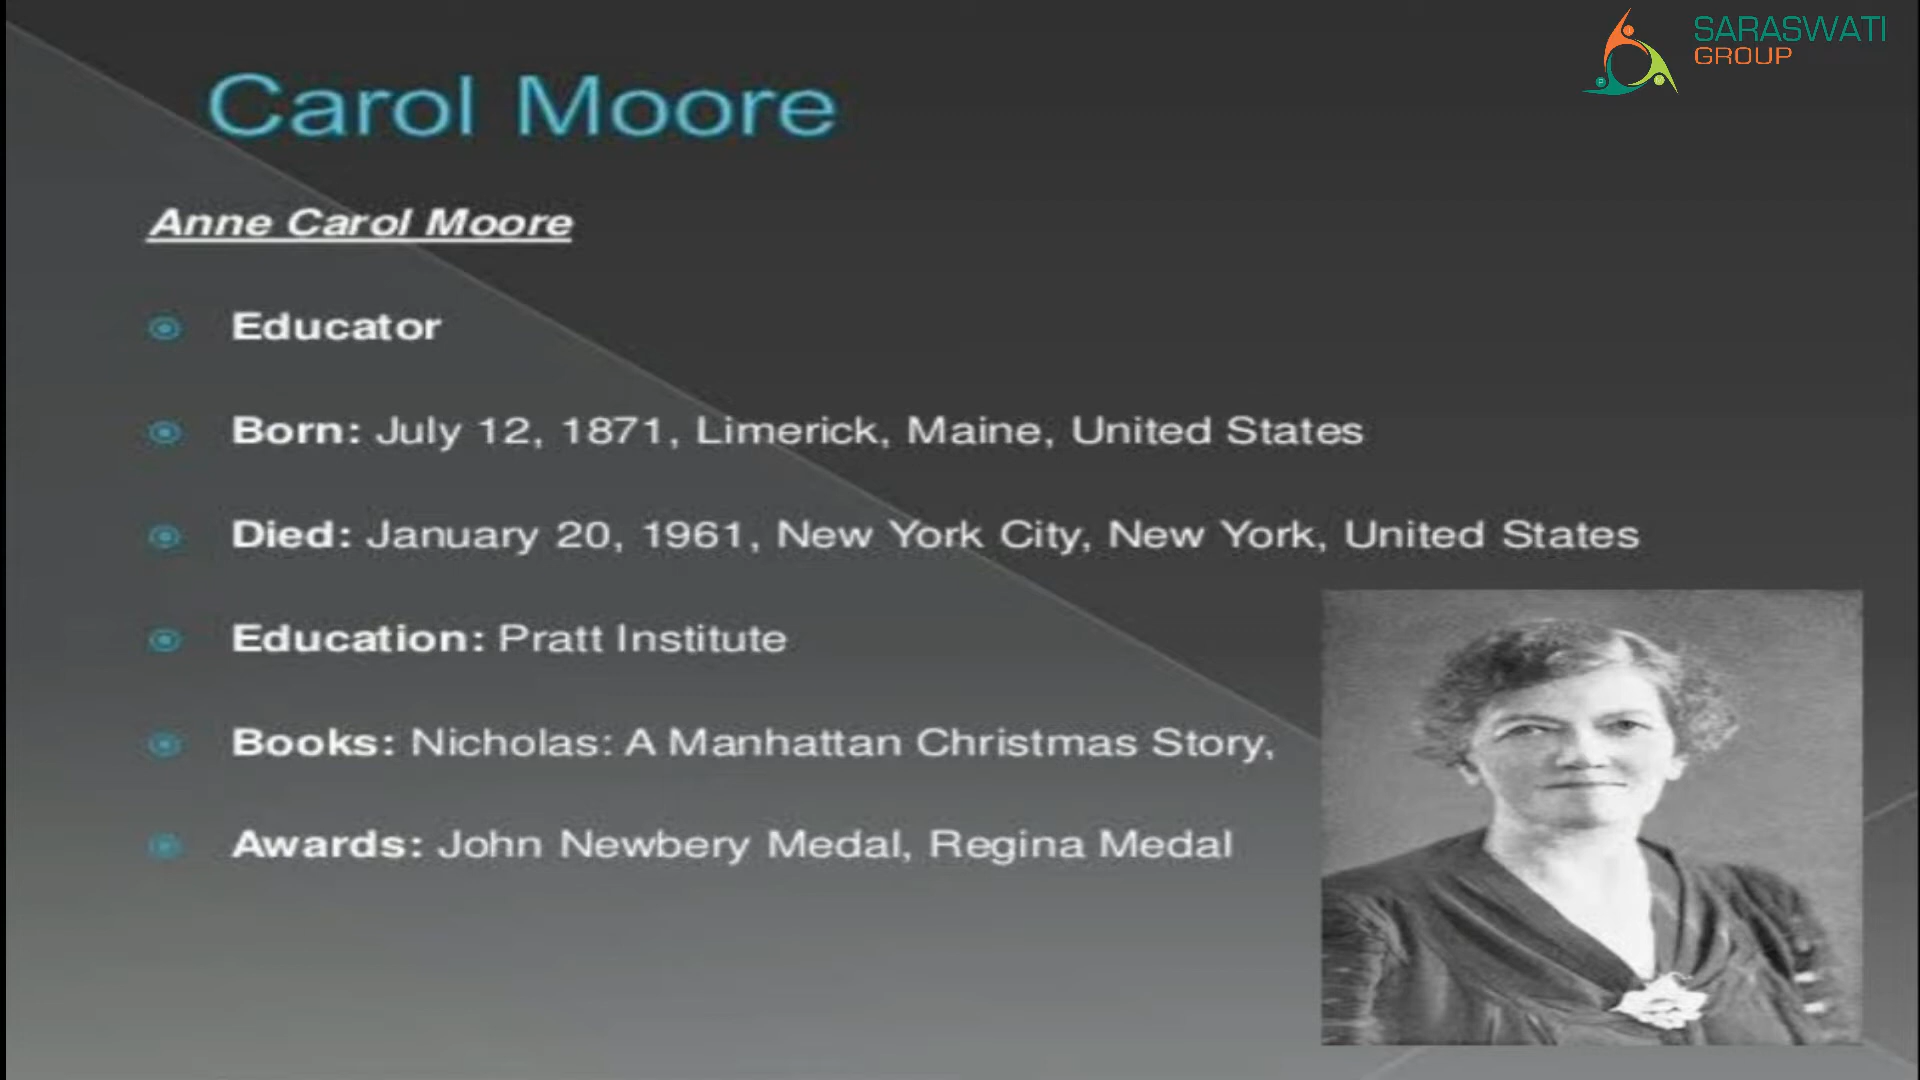 SARASWATI
GROUP
Carol Moore
Anne Carol Moore
Educator
Born: July 12, 1871, Limerick, Maine, United States
Died: January 20, 1961, New York City, New York, United States
Education: Pratt Institute
Books: Nicholas: A Manhattan Christmas Story,
Awards: John Newbery Medal, Regina Medal